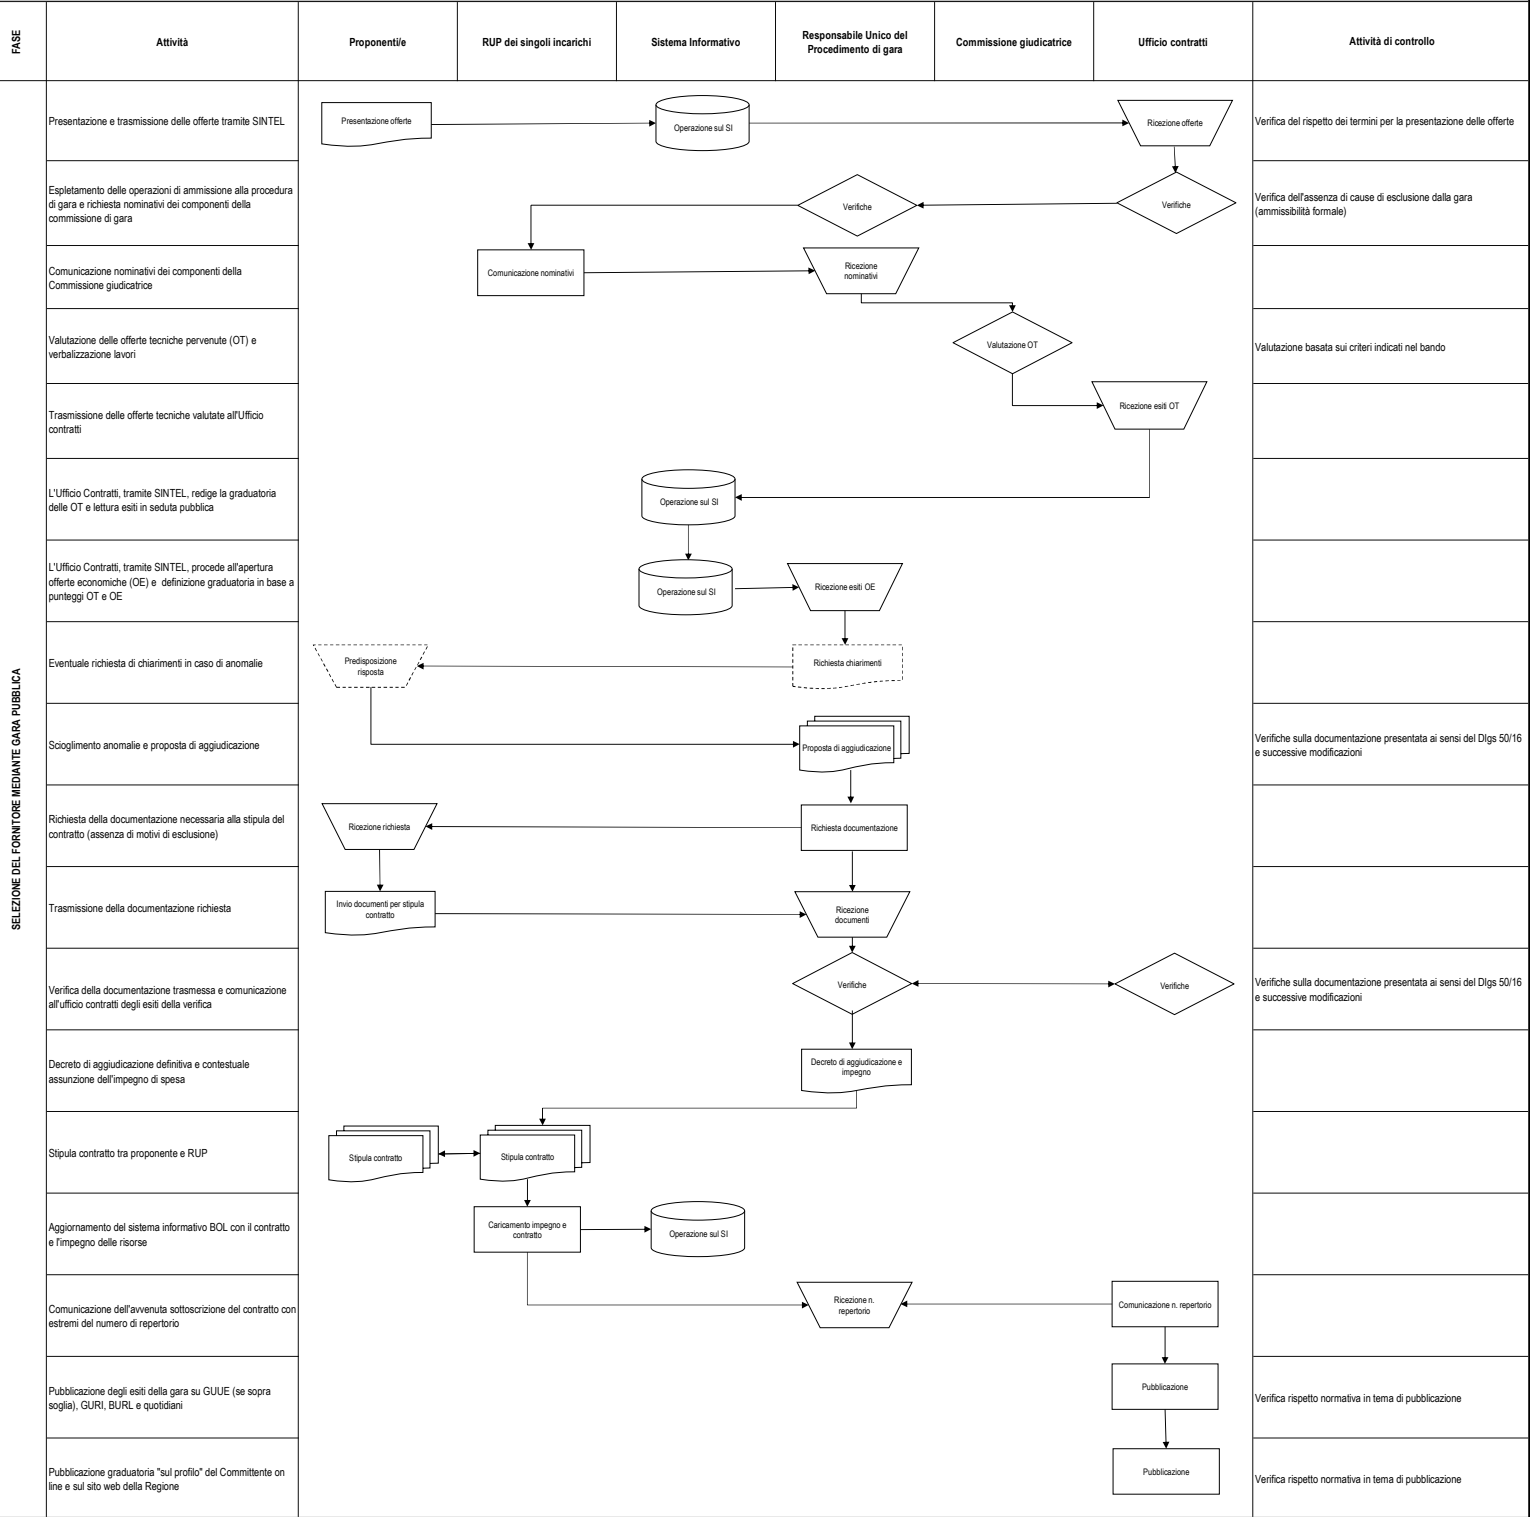 FASE
Attività
Proponenti/e
RUP dei singoli incarichi
Sistema Informativo
Responsabile Unico del
Procedimento di gara
Commissione giudicatrice
Ufficio contratti
Attività di controllo
SELEZIONE DEL FORNITORE MEDIANTE GARA PUBBLICA
Presentazione e trasmissione delle offerte tramite SINTEL
Presentazione offerte
Operazione sul SI
Ricezione offerte
Verifica del rispetto dei termini per la presentazione delle offerte
Espletamento delle operazioni di ammissione alla procedura
di gara e richiesta nominativi dei componenti della
commissione di gara
Verifiche
Verifiche
Verifica dell'assenza di cause di esclusione dalla gara
(ammissibilità formale)
Comunicazione nominativi dei componenti della
Commissione giudicatrice
Comunicazione nominativi
Ricezione
nominativi
Valutazione delle offerte tecniche pervenute (OT) e
verbalizzazione lavori
Valutazione OT
Valutazione basata sui criteri indicati nel bando
Trasmissione delle offerte tecniche valutate all'Ufficio
contratti
Ricezione esiti OT
L'Ufficio Contratti, tramite SINTEL, redige la graduatoria
delle OT e lettura esiti in seduta pubblica
Operazione sul SI
L'Ufficio Contratti, tramite SINTEL, procede all'apertura
offerte economiche (OE) e definizione graduatoria in base a
punteggi OT e OE
Operazione sul SI
Ricezione esiti OE
Eventuale richiesta di chiarimenti in caso di anomalie
Predisposizione
risposta
Richiesta chiarimenti
Scioglimento anomalie e proposta di aggiudicazione
Proposta di aggiudicazione
Verifiche sulla documentazione presentata ai sensi del Dlgs 50/16
e successive modificazioni
Richiesta della documentazione necessaria alla stipula del
contratto (assenza di motivi di esclusione)
Ricezione richiesta
Richiesta documentazione
Trasmissione della documentazione richiesta
Invio documenti per stipula
contratto
Ricezione
documenti
Verifica della documentazione trasmessa e comunicazione
all'ufficio contratti degli esiti della verifica
Verifiche
Verifiche
Verifiche sulla documentazione presentata ai sensi del Dlgs 50/16
e successive modificazioni
Decreto di aggiudicazione definitiva e contestuale
assunzione dell'impegno di spesa
Decreto di aggiudicazione e
impegno
Stipula contratto tra proponente e RUP
Stipula contratto
Stipula contratto
Aggiornamento del sistema informativo BOL con il contratto
e l'impegno delle risorse
Caricamento impegno e
contratto
Operazione sul SI
Comunicazione dell'avvenuta sottoscrizione del contratto con
estremi del numero di repertorio
Ricezione n.
repertorio
Comunicazione n. repertorio
Pubblicazione degli esiti della gara su GUUE (se sopra
soglia), GURI, BURL e quotidiani
Pubblicazione
Verifica rispetto normativa in tema di pubblicazione
Pubblicazione graduatoria "sul profilo" del Committente on
line e sul sito web della Regione
Pubblicazione
Verifica rispetto normativa in tema di pubblicazione